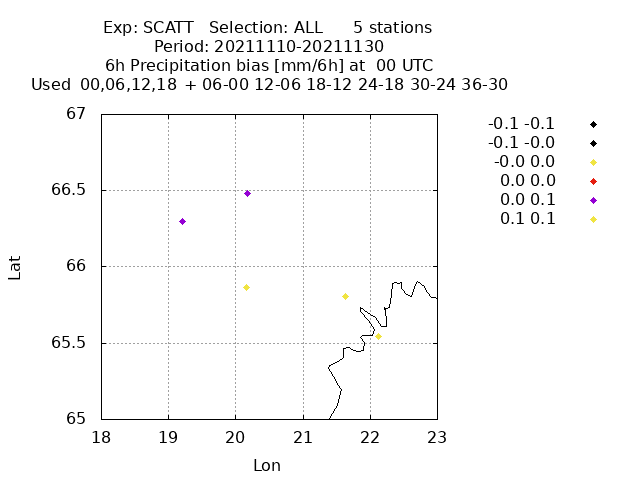 Exp: SCATT   Selection: ALL      5 stations
Period: 20211110-20211130
6h Precipitation bias [mm/6h] at  00 UTC
Used  00,06,12,18  + 06-00 12-06 18-12 24-18 30-24 36-30
67
66.5
66
65.5
65
Lat
18 19 20 21 22 23
Lon
-0.1 -0.1
-0.1 -0.0
-0.0 0.0
0.0 0.0
0.0 0.1
0.1 0.1